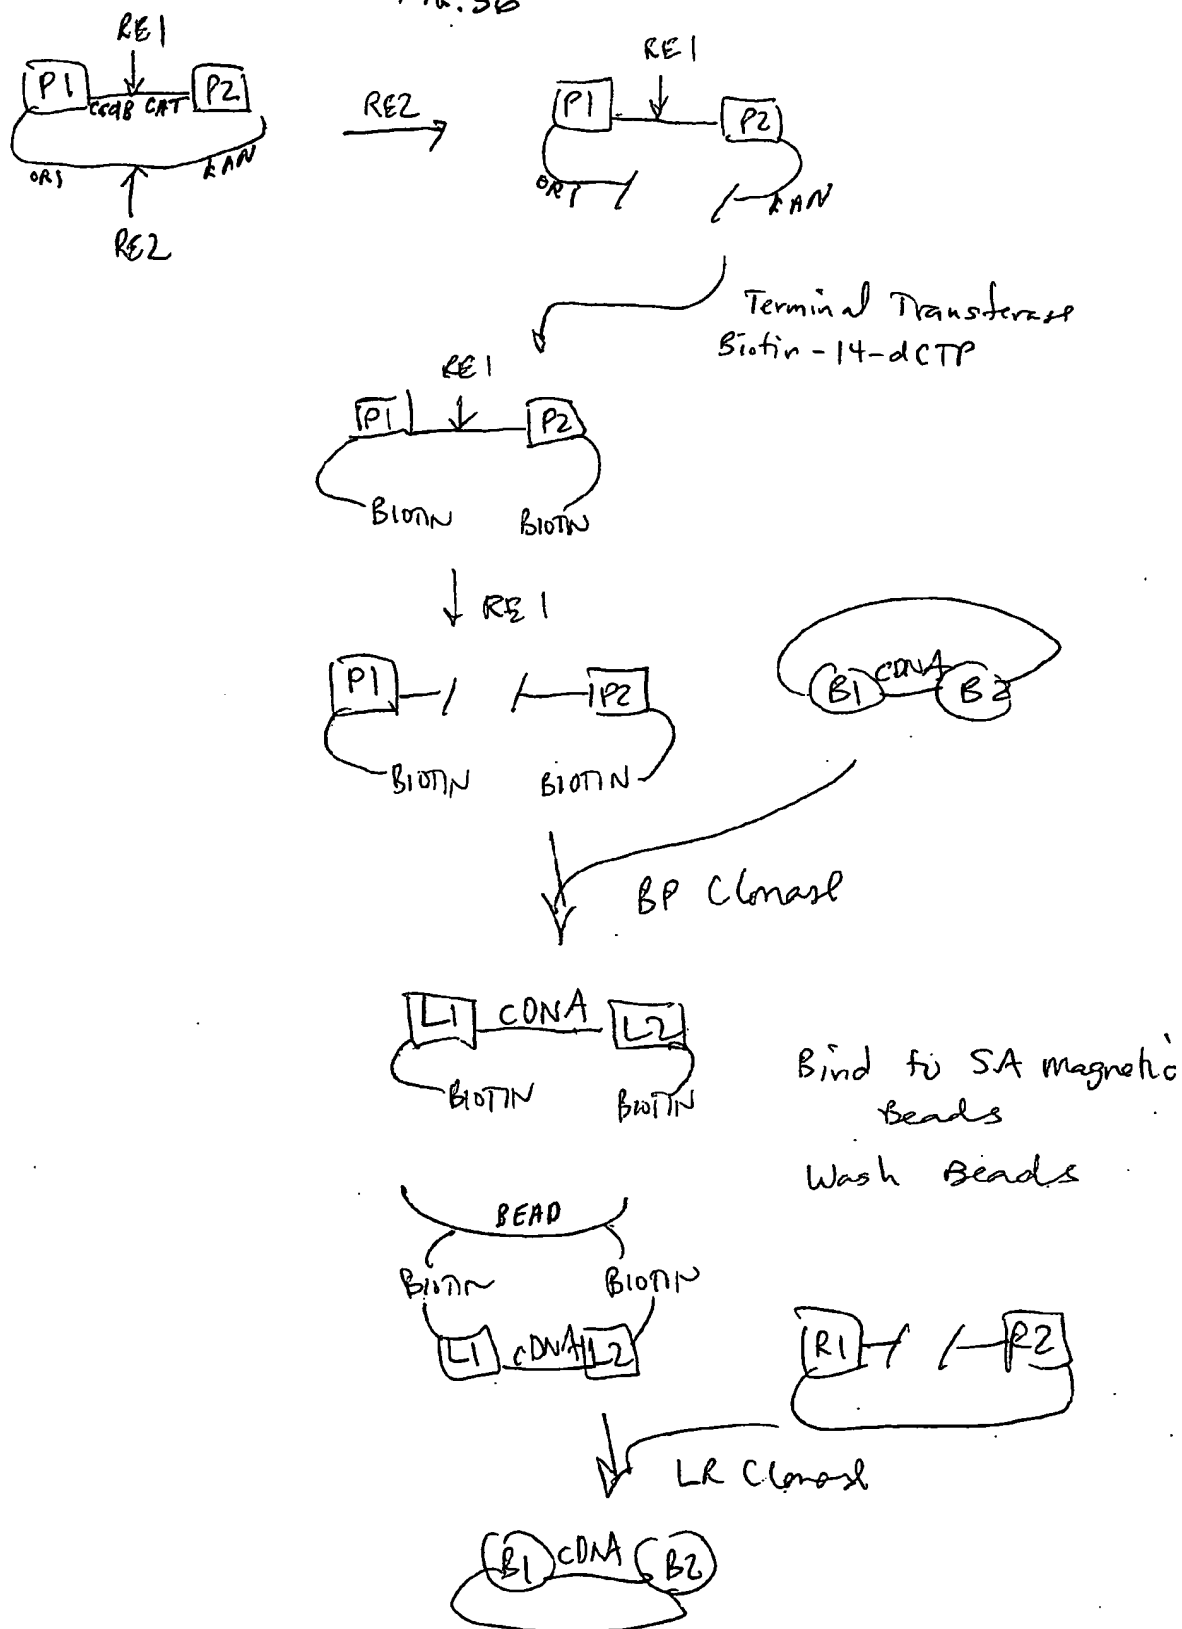 RE1
P1 P2
ccdB CAT
ORI KAN
RE2
RE2
RE1
P1 P2
ORI KAN
Terminal Transferase
Biotin-14-dCTP
RE1
P1 P2
BIOTIN BIOTIN
RE1
P1 P2
BIOTIN BIOTIN
B1 CDNA B2
BP Clonase
L1 CDNA L2
BIOTIN BIOTIN
Bind to SA magnetic
Beads
Wash Beads
BEAD
BIOTIN BIOTIN
L1 cDNA L2
R1 R2
LR Clonase
B1 cDNA B2